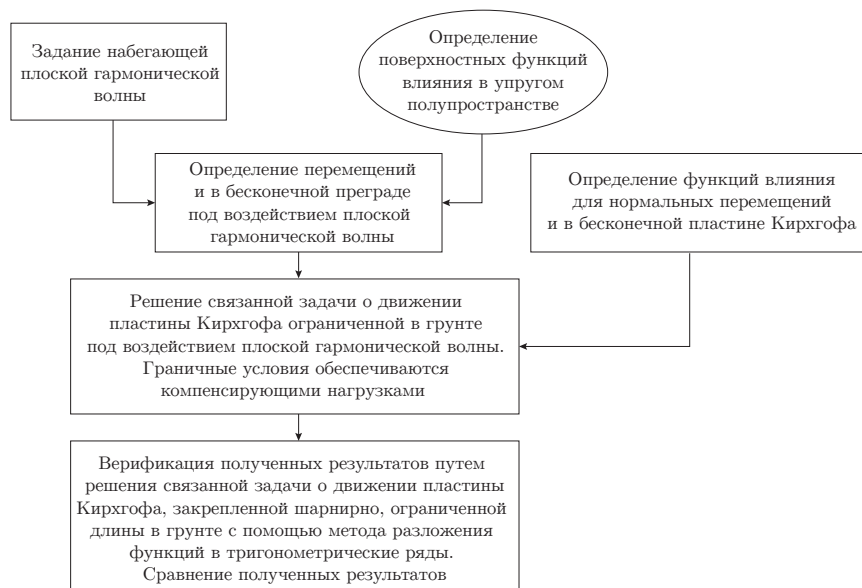 Задание набегающей
плоской гармонической
волны
Определение
поверхностных функций
влияния в упругом
полупространстве
Определение перемещений
и в бесконечной преграде
под воздействием плоской
гармонической волны
Определение функций влияния
для нормальных перемещений
и в бесконечной пластине Кирхгофа
Решение связанной задачи о движении
пластины Кирхгофа ограниченной в грунте
под воздействием плоской гармонической волны.
Граничные условия обеспечиваются
компенсирующими нагрузками
Верификация полученных результатов путем
решения связанной задачи о движении пластины
Кирхгофа, закрепленной шарнирно, ограниченной
длины в грунте с помощью метода разложения
функций в тригонометрические ряды.
Сравнение полученных результатов